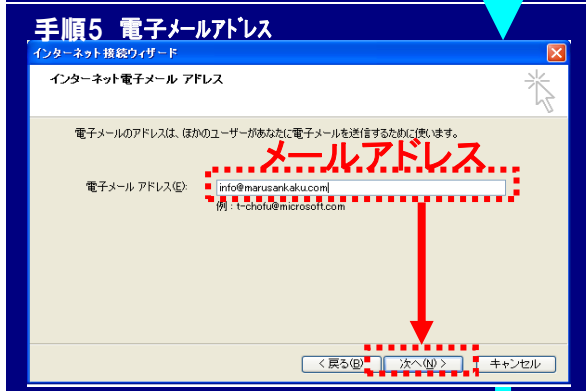 手順5 電子メールアドレス
インターネット接続ウィザード
インターネット電子メール アドレス
電子メールのアドレスは、ほかのユーザーがあなたに電子メールを送信するために使います。
メールアドレス
電子メール アドレス(E):
info@marusankaku.com
例：t-chofu@microsoft.com
< 戻る(B)
次へ(N) >
キャンセル